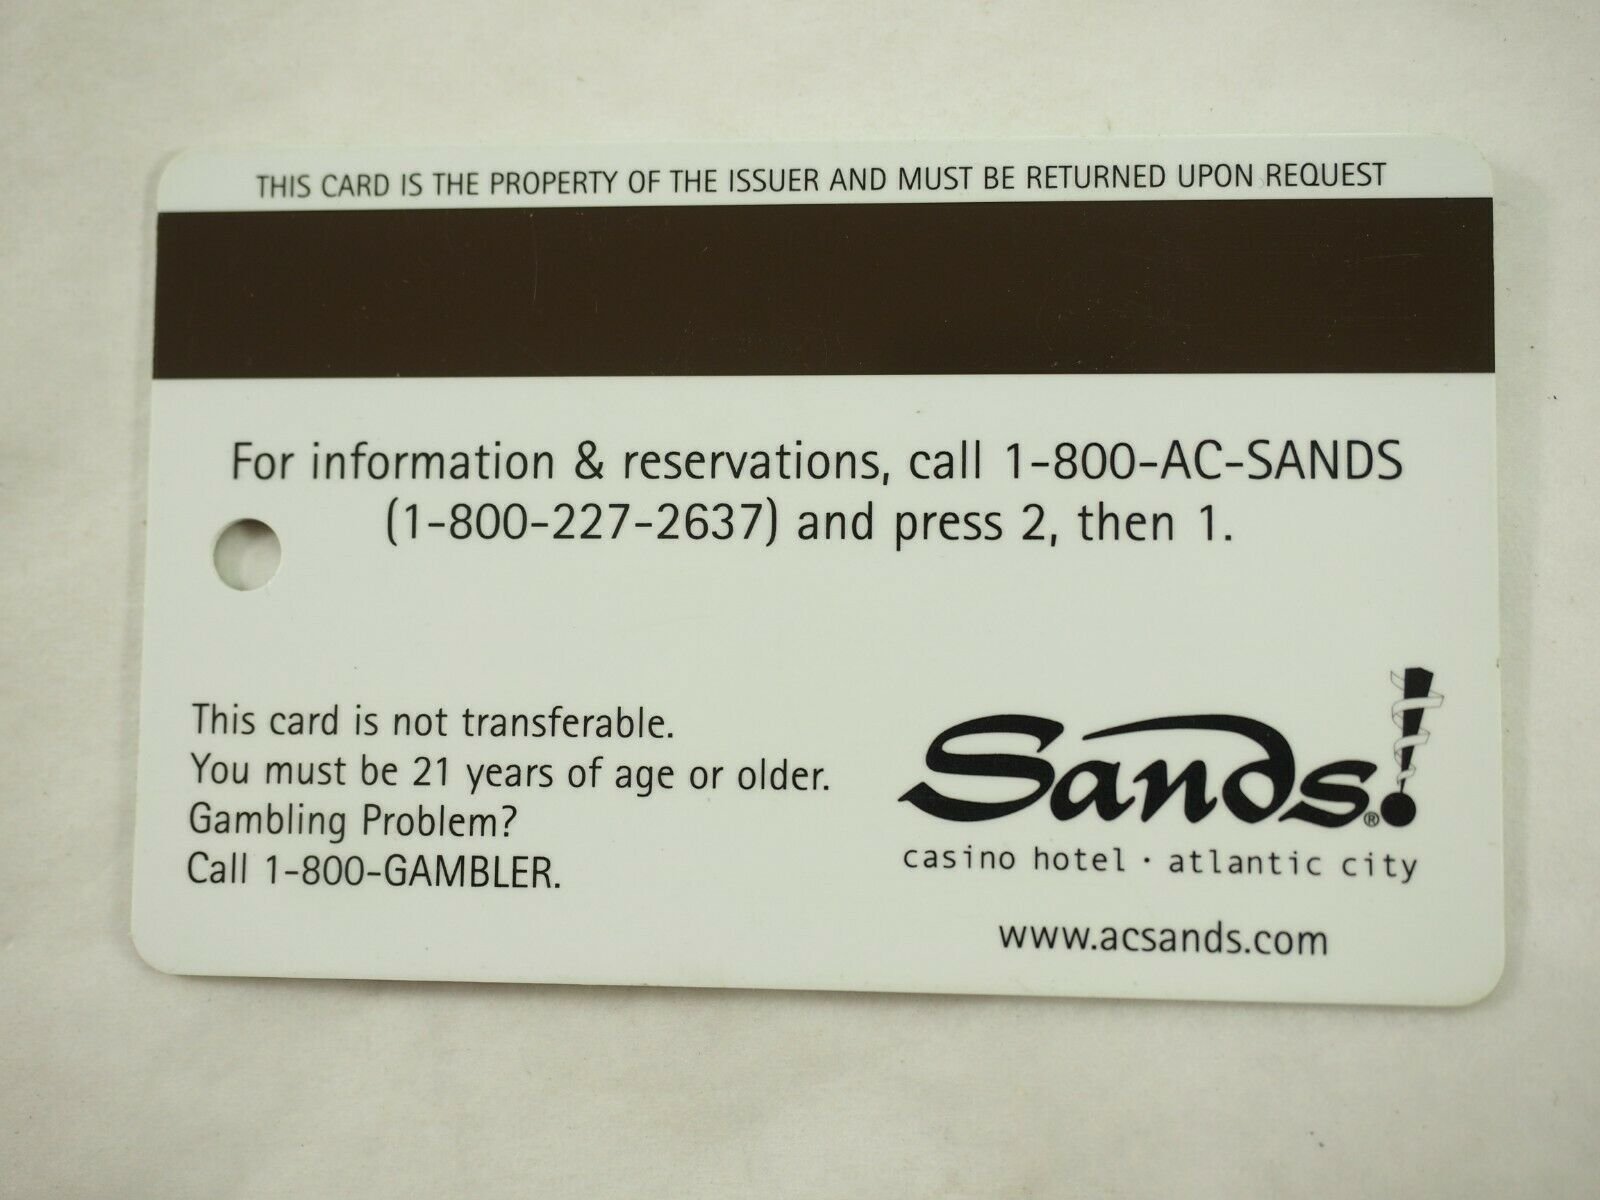 THIS CARD IS THE PROPERTY OF THE ISSUER AND MUST BE RETURNED UPON REQUEST
For information & reservations, call 1-800-AC-SANDS
(1-800-227-2637) and press 2, then 1.
This card is not transferable.
You must be 21 years of age or older.
Gambling Problem?
Call 1-800-GAMBLER.
Sands!®
casino hotel · atlantic city
www.acsands.com